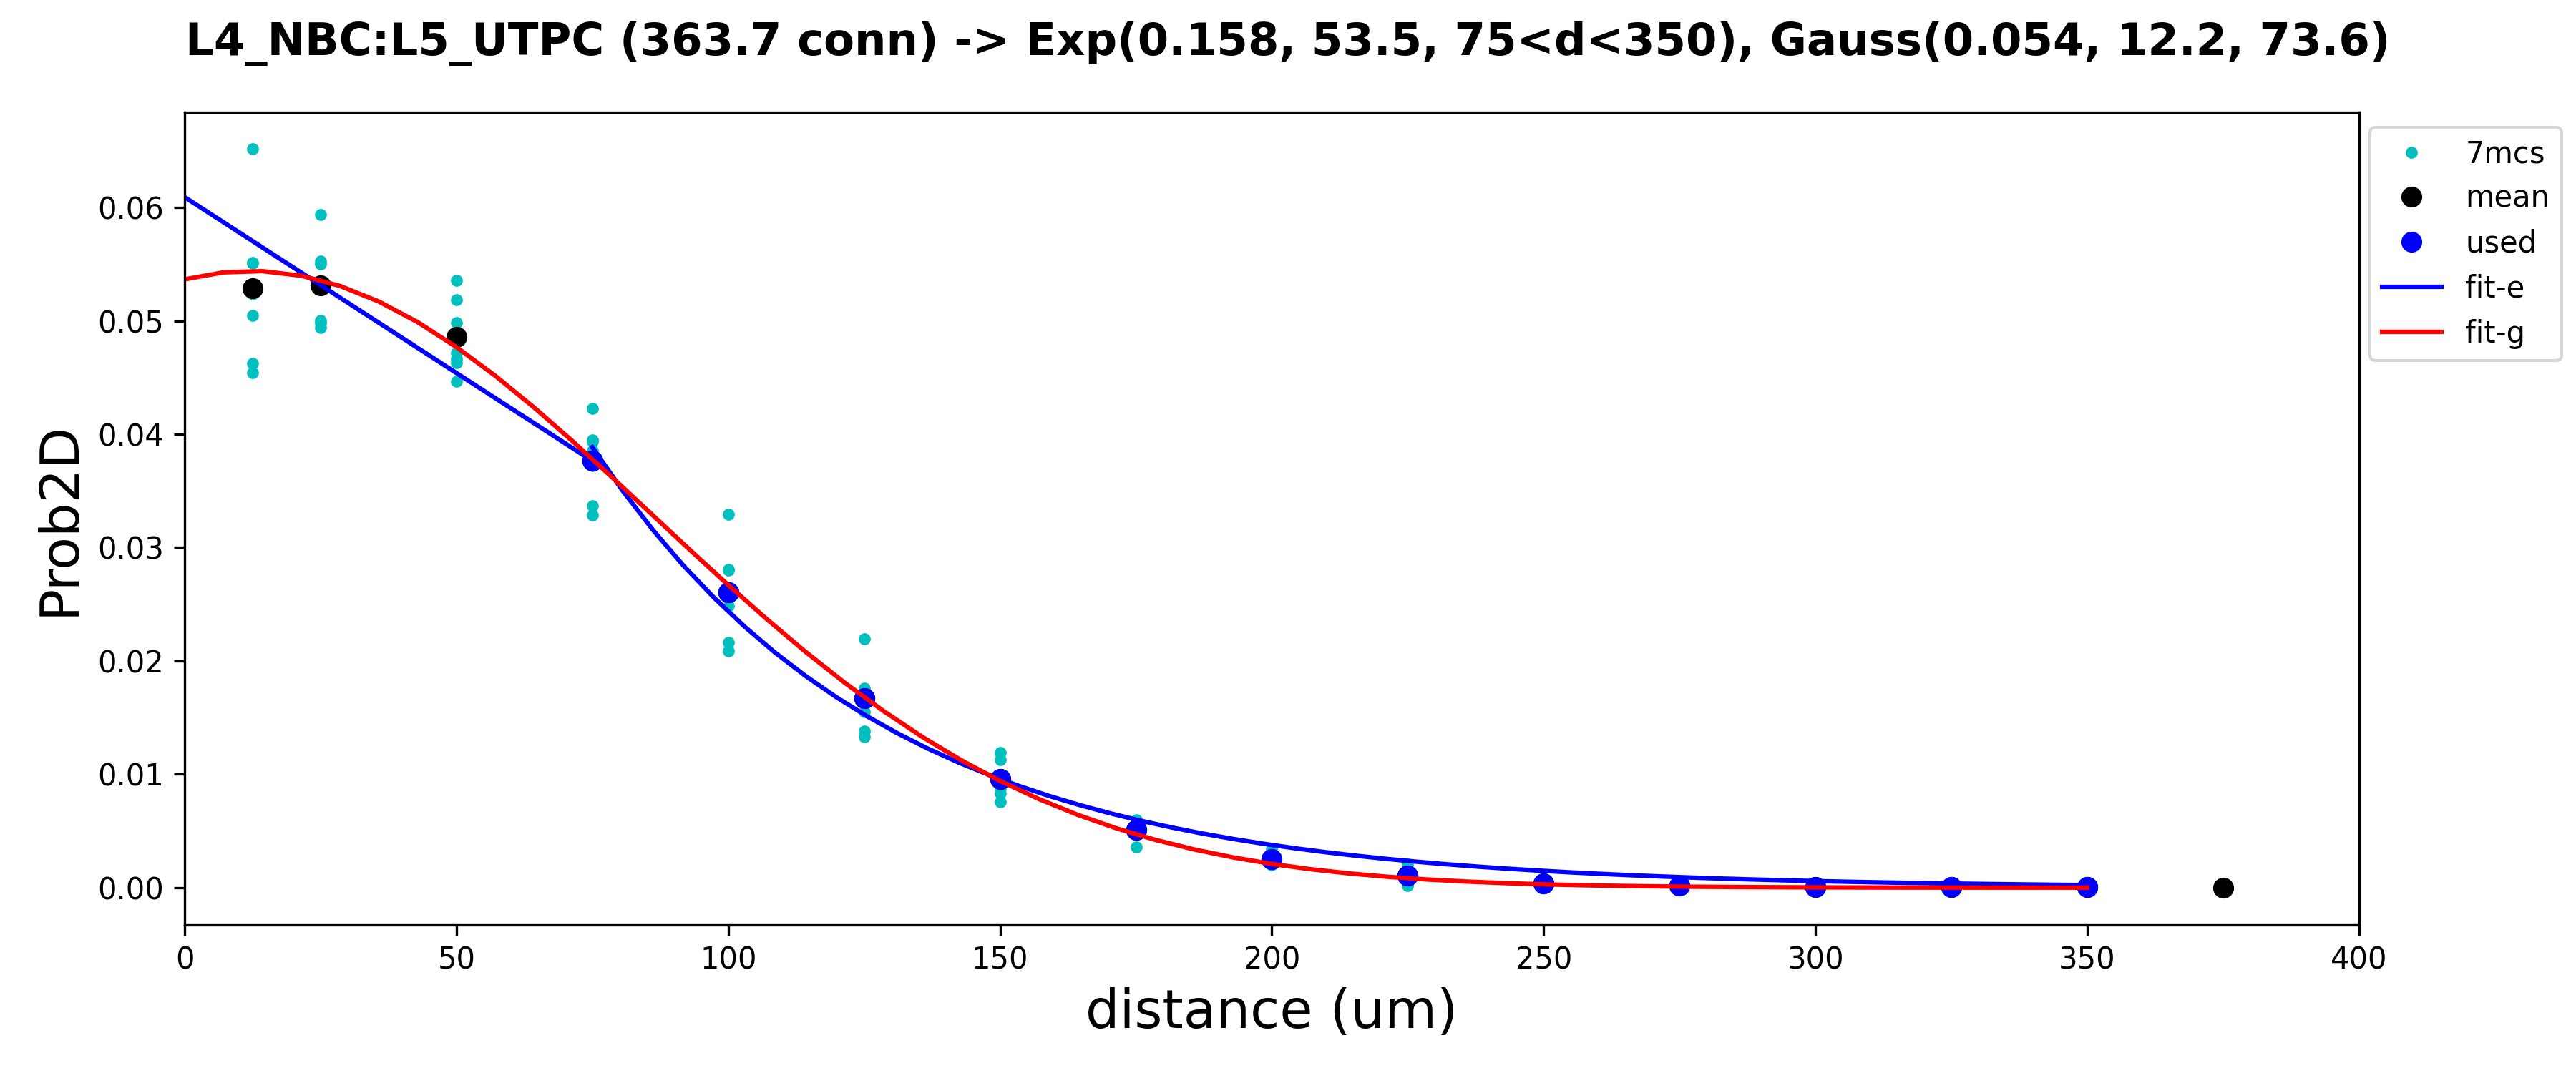 L4_NBC:L5_UTPC (363.7 conn) -> Exp(0.158, 53.5, 75<d<350), Gauss(0.054, 12.2, 73.6)
7mcs
mean
used
fit-e
fit-g
Prob2D
0.06
0.05
0.04
0.03
0.02
0.01
0.00
0 50 100 150 200 250 300 350 400
distance (um)